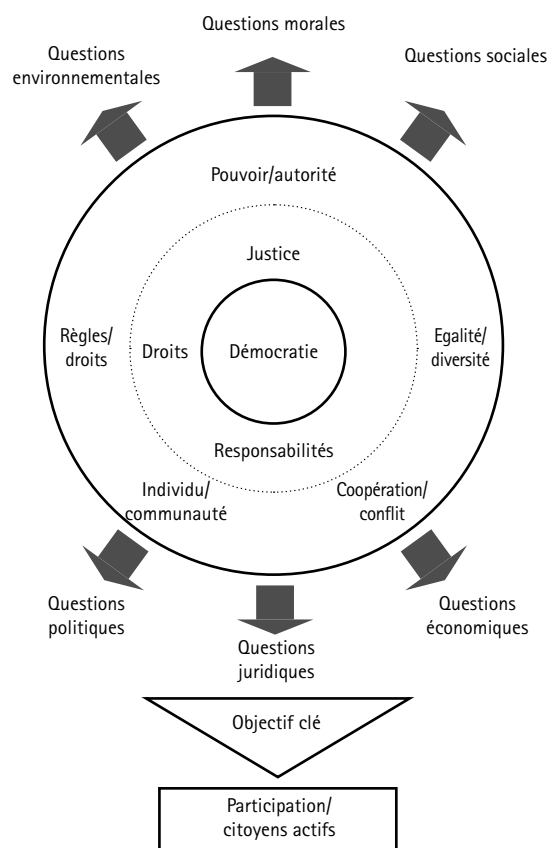 Questions morales
Questions
environnementales
Questions sociales
Pouvoir/autorité
Justice
Règles/
droits
Droits
Démocratie
Egalité/
diversité
Responsabilités
Individu/
communauté
Coopération/
conflit
Questions
politiques
Questions
économiques
Questions
juridiques
Objectif clé
Participation/
citoyens actifs